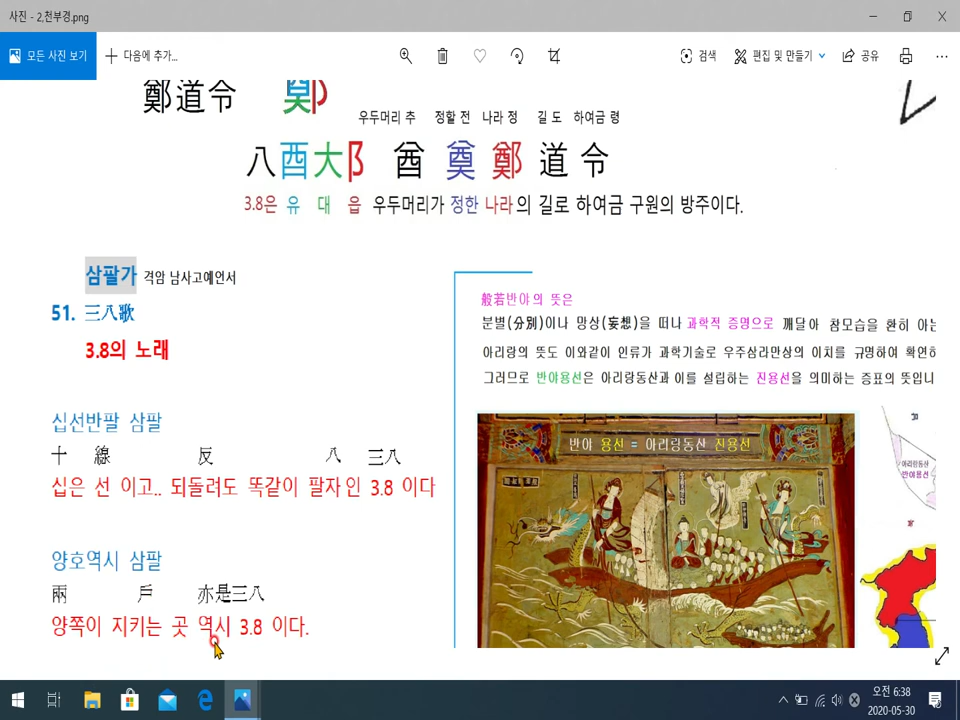 사진 - 2.천부경.png
모든 사진 보기
다음에 추가...
검색
편집 및 만들기
공유
鄭道令 鄭
우두머리 추 정할 전 나라 정 길 도 하여금 령
八酉大阝 酋 奠 鄭 道 令
3.8은 유 대 읍 우두머리가 정한 나라의 길로 하여금 구원의 방주이다.
삼팔가 격암 남사고예언서
51. 三八歌
3.8의 노래
십선반팔 삼팔
十 線 反 八 三八
십은 선 이고.. 되돌려도 똑같이 팔자인 3.8 이다
양호역시 삼팔
兩 戶 亦是三八
양쪽이 지키는 곳 역시 3.8 이다.
般若반야의 뜻은
분별(分別)이나 망상(妄想)을 떠나 과학적 증명으로 깨달아 참모습을 환히 아는
아리랑의 뜻도 이와같이 인류가 과학기술로 우주삼라만상의 이치를 규명하여 확연히
그러므로 반야용선은 아리랑동산과 이를 설립하는 진용선을 의미하는 증표의 뜻입니
반야 용선 = 아리링동산 진용선
아리링동산
반야용선
오전 6:38
2020-05-30